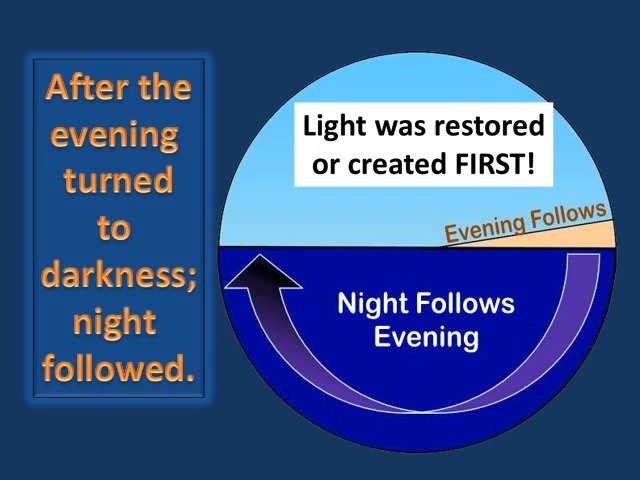 After the
evening
turned
to
darkness;
night
followed.
Light was restored
or created FIRST!
Evening Follows
Night Follows
Evening